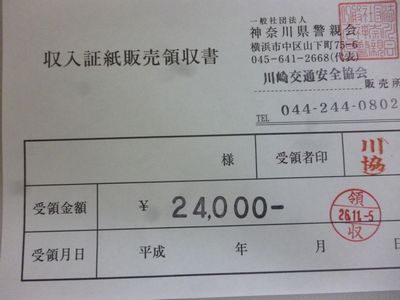 一般社団法人
神奈川県警親会
横浜市中区山下町75-6
045-641-2668(代表)
収入証紙販売領収書
川崎交通安全協会
販売所
TEL 044-244-0802
様 受領者印 川協
受領金額 ¥ 24,000-
領
26.11.-5
収
受領月日 平成 年 月 日